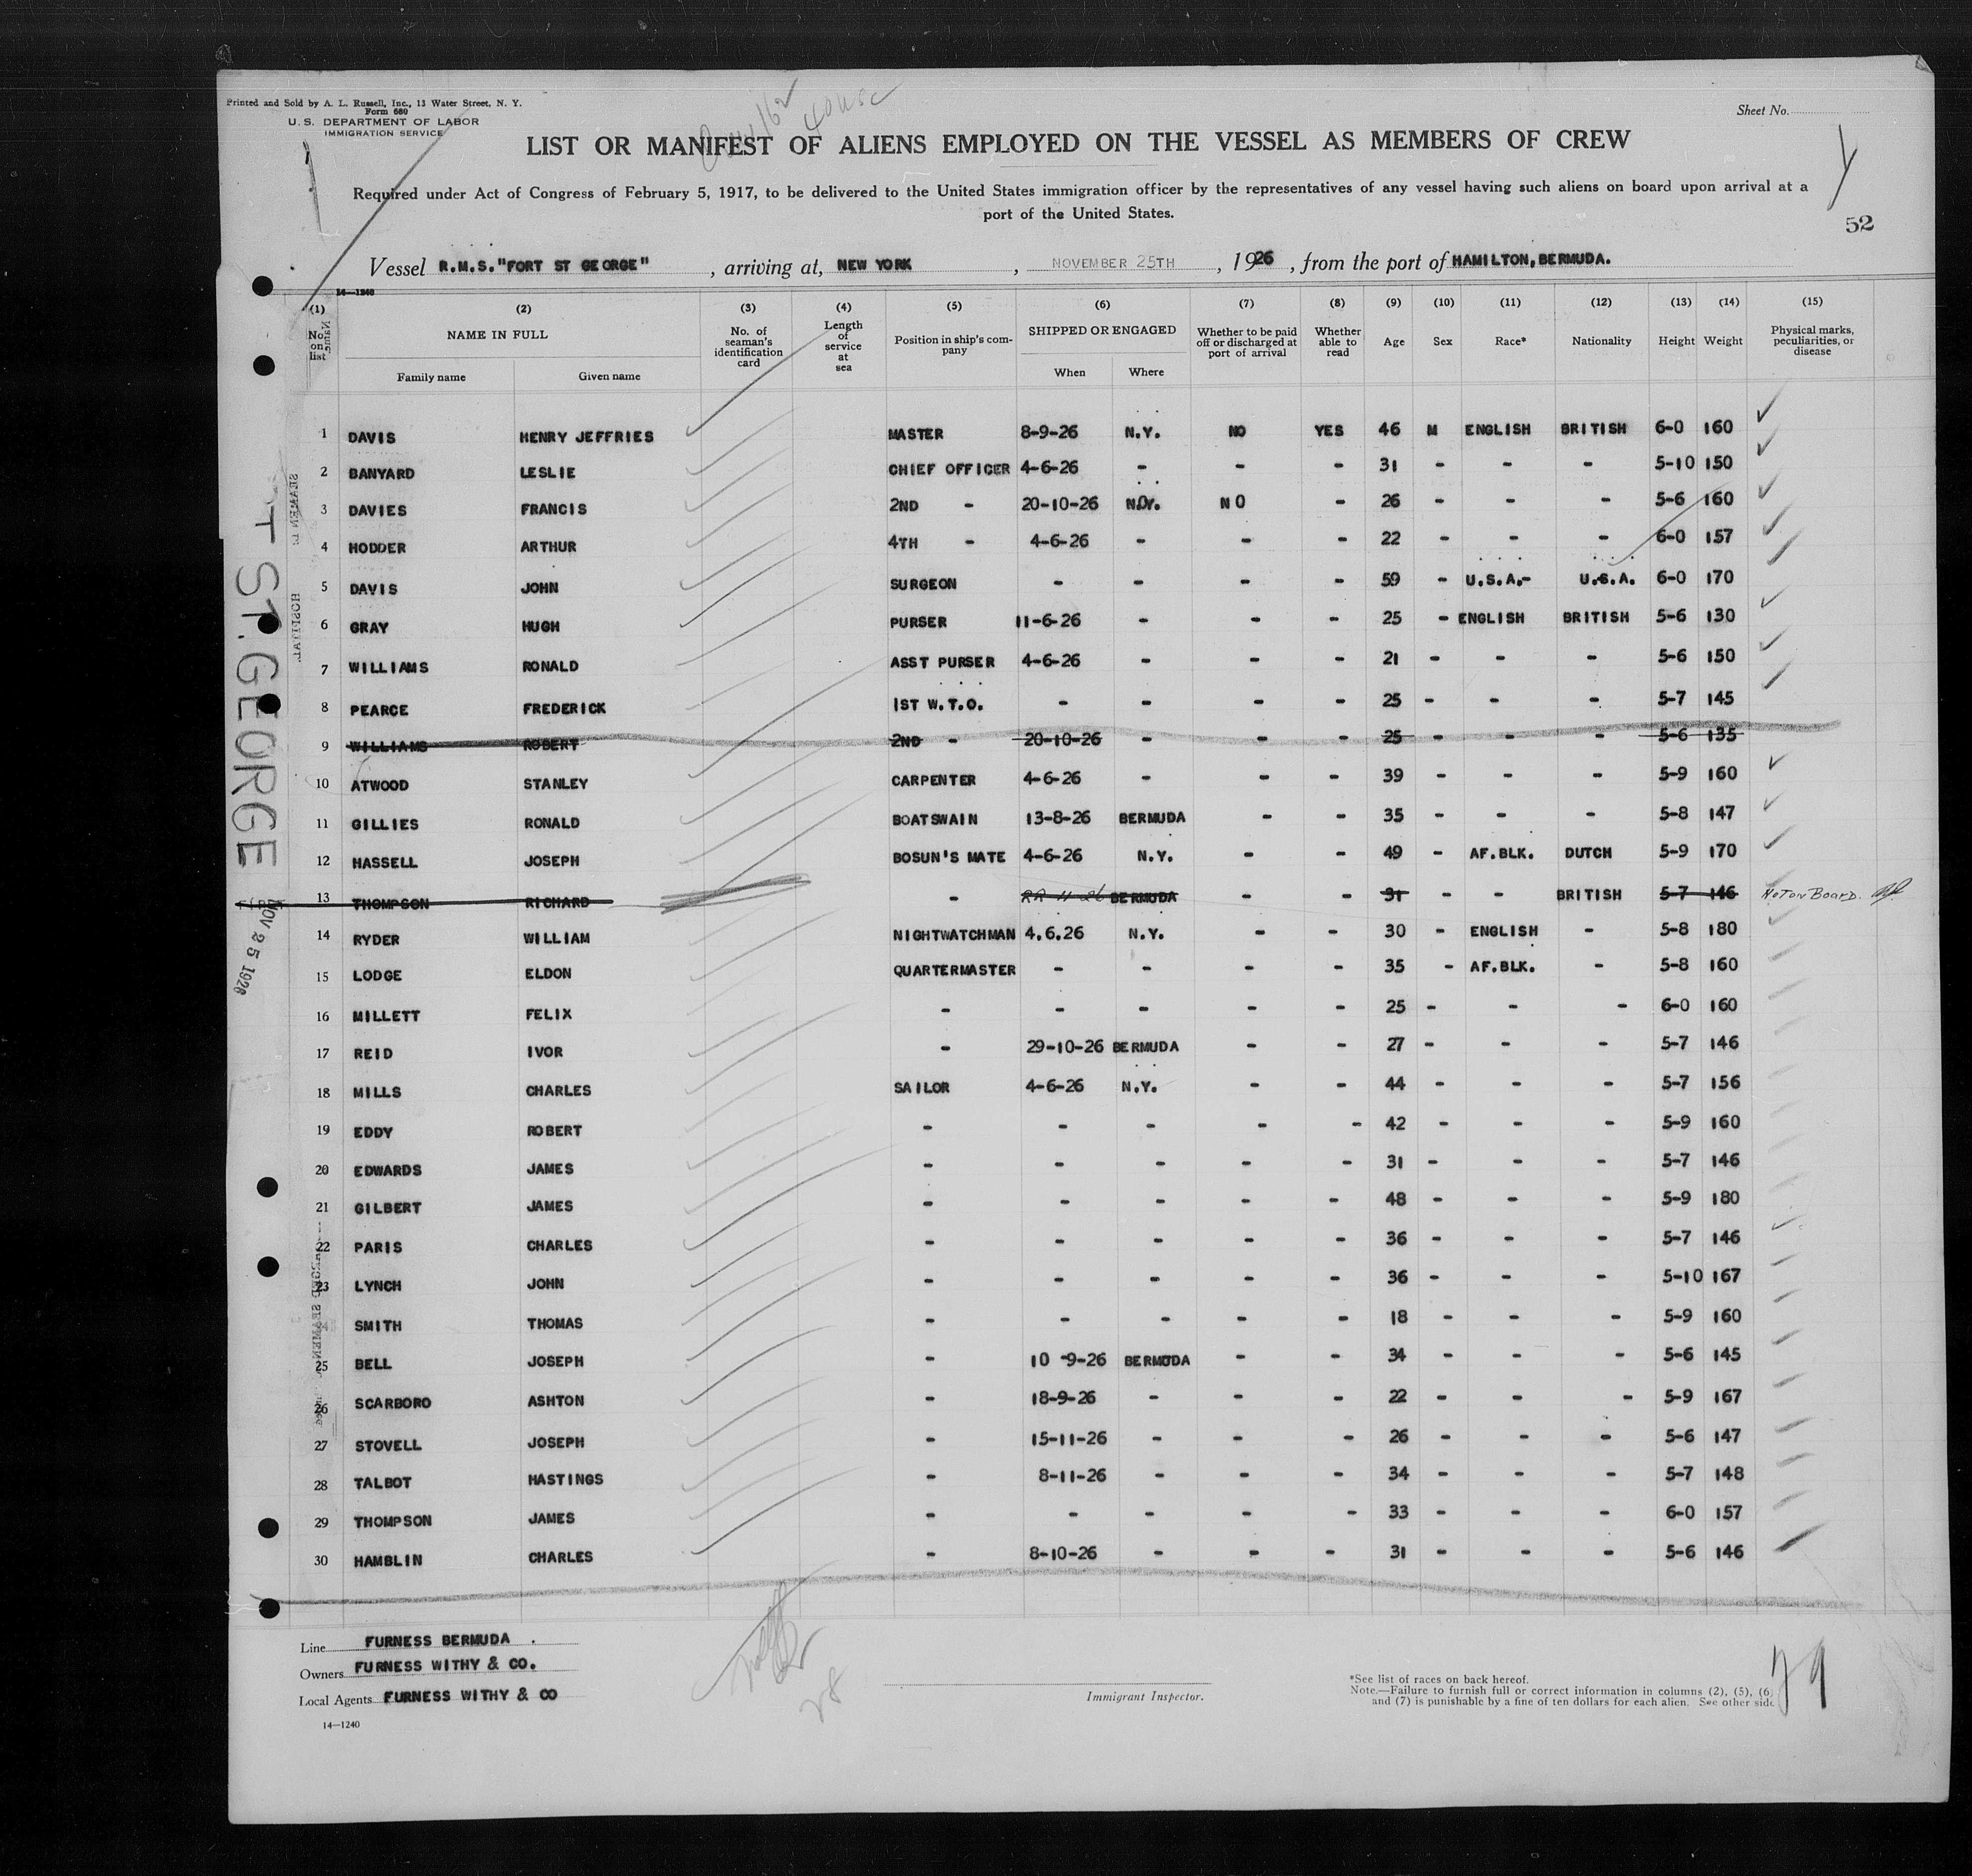 Printed and Sold by A. L. Russell, Inc., 13 Water Street, N. Y.
Form 680
U. S. DEPARTMENT OF LABOR
IMMIGRATION SERVICE
Sheet No.
LIST OR MANIFEST OF ALIENS EMPLOYED ON THE VESSEL AS MEMBERS OF CREW
Required under Act of Congress of February 5, 1917, to be delivered to the United States immigration officer by the representatives of any vessel having such aliens on board upon arrival at a
port of the United States.
52
Vessel R.M.S."FORT ST GEORGE", arriving at, NEW YORK, NOVEMBER 25TH, 1926, from the port of HAMILTON, BERMUDA.
14—1240
(1) (2) (3) (4) (5) (6) (7) (8) (9) (10) (11) (12) (13) (14) (15)
No. on list NAME IN FULL No. of seaman's identification card Length of service at sea Position in ship's company SHIPPED OR ENGAGED Whether to be paid off or discharged at port of arrival Whether able to read Age Sex Race* Nationality Height Weight Physical marks, peculiarities, or disease
Family name Given name When Where
1 DAVIS HENRY JEFFRIES MASTER 8-9-26 N.Y. NO YES 46 M ENGLISH BRITISH 6-0 160
2 BANYARD LESLIE CHIEF OFFICER 4-6-26 - - - 31 - - - 5-10 150
3 DAVIES FRANCIS 2ND - 20-10-26 N.Y. NO - 26 - - - 5-6 160
4 HODDER ARTHUR 4TH - 4-6-26 - - - 22 - - - 6-0 157
5 DAVIS JOHN SURGEON - - - - 59 - U.S.A.- U.S.A. 6-0 170
6 GRAY HUGH PURSER 11-6-26 - - - 25 - ENGLISH BRITISH 5-6 130
7 WILLIAMS RONALD ASST PURSER 4-6-26 - - - 21 - - - 5-6 150
8 PEARCE FREDERICK 1ST W.T.O. - - - - 25 - - - 5-7 145
9 WILLIAMS ROBERT 2ND - 20-10-26 - - - 25 - - - 5-6 135
10 ATWOOD STANLEY CARPENTER 4-6-26 - - - 39 - - - 5-9 160
11 GILLIES RONALD BOATSWAIN 13-8-26 BERMUDA - - 35 - - - 5-8 147
12 HASSELL JOSEPH BOSUN'S MATE 4-6-26 N.Y. - - 49 - AF.BLK. DUTCH 5-9 170
13 THOMPSON RICHARD - BERMUDA - - 31 - - BRITISH 5-7 146 Not on Board.
14 RYDER WILLIAM NIGHTWATCHMAN 4.6.26 N.Y. - - 30 - ENGLISH - 5-8 180
15 LODGE ELDON QUARTERMASTER - - - - 35 - AF.BLK. - 5-8 160
16 MILLETT FELIX - - - - - 25 - - - 6-0 160
17 REID IVOR - 29-10-26 BERMUDA - - 27 - - - 5-7 146
18 MILLS CHARLES SAILOR 4-6-26 N.Y. - - 44 - - - 5-7 156
19 EDDY ROBERT - - - - - 42 - - - 5-9 160
20 EDWARDS JAMES - - - - - 31 - - - 5-7 146
21 GILBERT JAMES - - - - - 48 - - - 5-9 180
22 PARIS CHARLES - - - - - 36 - - - 5-7 146
23 LYNCH JOHN - - - - - 36 - - - 5-10 167
24 SMITH THOMAS - - - - - 18 - - - 5-9 160
25 BELL JOSEPH - 10 -9-26 BERMUDA - - 34 - - - 5-6 145
26 SCARBORO ASHTON - 18-9-26 - - - 22 - - - 5-9 167
27 STOVELL JOSEPH - 15-11-26 - - - 26 - - - 5-6 147
28 TALBOT HASTINGS - 8-11-26 - - - 34 - - - 5-7 148
29 THOMPSON JAMES - - - - - 33 - - - 6-0 157
30 HAMBLIN CHARLES - 8-10-26 - - - 31 - - - 5-6 146
T ST. GEORGE
NOV 25 1926
Line FURNESS BERMUDA .
Owners FURNESS WITHY & CO.
Local Agents FURNESS WITHY & CO
14—1240
28
Immigrant Inspector.
*See list of races on back hereof.
Note.—Failure to furnish full or correct information in columns (2), (5), (6)
and (7) is punishable by a fine of ten dollars for each alien. See other side